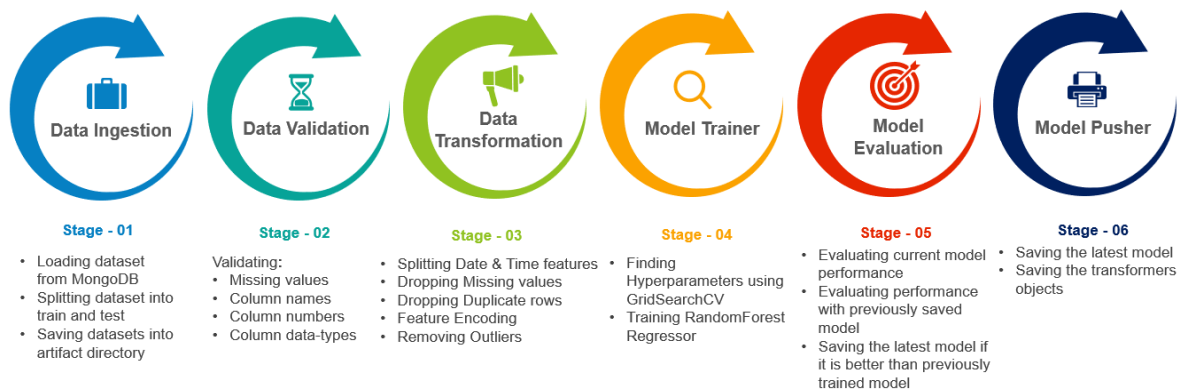 Data Ingestion
Stage - 01
• Loading dataset
from MongoDB
• Splitting dataset into
train and test
• Saving datasets into
artifact directory
Data Validation
Stage - 02
Validating:
• Missing values
• Column names
• Column numbers
• Column data-types
Data
Transformation
Stage - 03
• Splitting Date & Time features
• Dropping Missing values
• Dropping Duplicate rows
• Feature Encoding
• Removing Outliers
Model Trainer
Stage - 04
• Finding
Hyperparameters using
GridSearchCV
• Training RandomForest
Regressor
Model
Evaluation
Stage - 05
• Evaluating current model
performance
• Evaluating performance
with previously saved
model
• Saving the latest model if
it is better than previously
trained model
Model Pusher
Stage - 06
• Saving the latest model
• Saving the transformers
objects